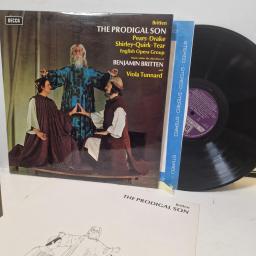 DECCA
Britten
THE PRODIGAL SON
Pears·Drake
Shirley-Quirk·Tear
English Opera Group
BENJAMIN BRITTEN
and
Viola Tunnard
Britten
THE PRODIGAL SON